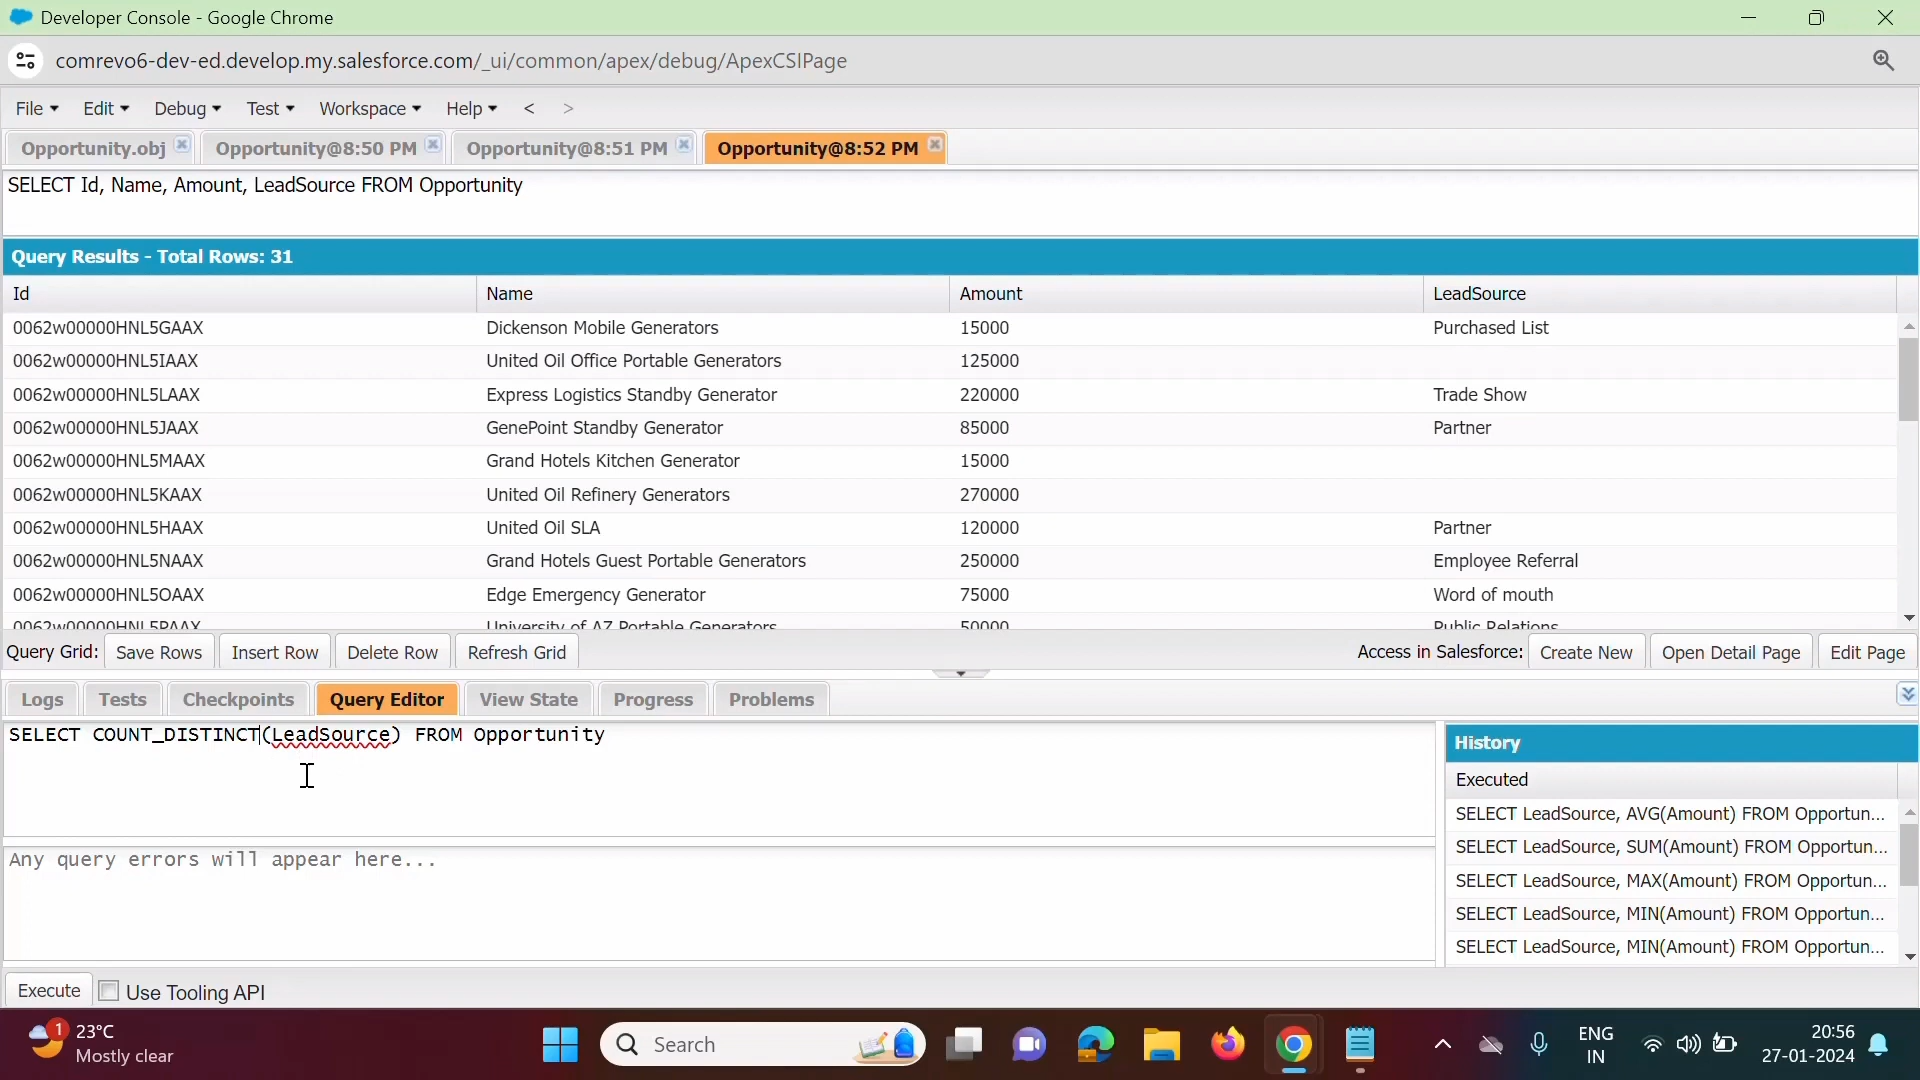 Developer Console - Google Chrome
comrevo6-dev-ed.develop.my.salesforce.com/_ui/common/apex/debug/ApexCSIPage
File Edit Debug Test Workspace Help < >
Opportunity.obj Opportunity@8:50 PM Opportunity@8:51 PM Opportunity@8:52 PM
SELECT Id, Name, Amount, LeadSource FROM Opportunity
Query Results - Total Rows: 31
Id Name Amount LeadSource
0062w00000HNL5GAAX Dickenson Mobile Generators 15000 Purchased List
0062w00000HNL5IAAX United Oil Office Portable Generators 125000
0062w00000HNL5LAAX Express Logistics Standby Generator 220000 Trade Show
0062w00000HNL5JAAX GenePoint Standby Generator 85000 Partner
0062w00000HNL5MAAX Grand Hotels Kitchen Generator 15000
0062w00000HNL5KAAX United Oil Refinery Generators 270000
0062w00000HNL5HAAX United Oil SLA 120000 Partner
0062w00000HNL5NAAX Grand Hotels Guest Portable Generators 250000 Employee Referral
0062w00000HNL5OAAX Edge Emergency Generator 75000 Word of mouth
0062w00000HNL5PAAX University of AZ Portable Generators 50000 Public Relations
Query Grid: Save Rows Insert Row Delete Row Refresh Grid Access in Salesforce: Create New Open Detail Page Edit Page
Logs Tests Checkpoints Query Editor View State Progress Problems
SELECT COUNT_DISTINCT(LeadSource) FROM Opportunity
Any query errors will appear here...
History
Executed
SELECT LeadSource, AVG(Amount) FROM Opportun...
SELECT LeadSource, SUM(Amount) FROM Opportun...
SELECT LeadSource, MAX(Amount) FROM Opportun...
SELECT LeadSource, MIN(Amount) FROM Opportun...
SELECT LeadSource, MIN(Amount) FROM Opportun...
Execute Use Tooling API
1 23°C
Mostly clear
Search
ENG
IN
20:56
27-01-2024